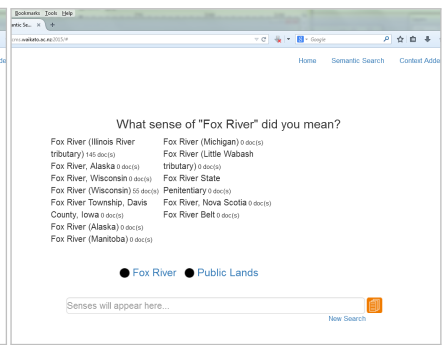 Bookmarks Tools Help
antic Se... × +
cms.waikato.ac.nz:2015/#
Google
Home Semantic Search Context Adde
What sense of "Fox River" did you mean?
Fox River (Illinois River
tributary) 145 doc(s)
Fox River, Alaska 0 doc(s)
Fox River, Wisconsin 0 doc(s)
Fox River (Wisconsin) 55 doc(s)
Fox River Township, Davis
County, Iowa 0 doc(s)
Fox River (Alaska) 0 doc(s)
Fox River (Manitoba) 0 doc(s)
Fox River (Michigan) 0 doc(s)
Fox River (Little Wabash
tributary) 0 doc(s)
Fox River State
Penitentiary 0 doc(s)
Fox River, Nova Scotia 0 doc(s)
Fox River Belt 0 doc(s)
Fox River Public Lands
Senses will appear here...
New Search